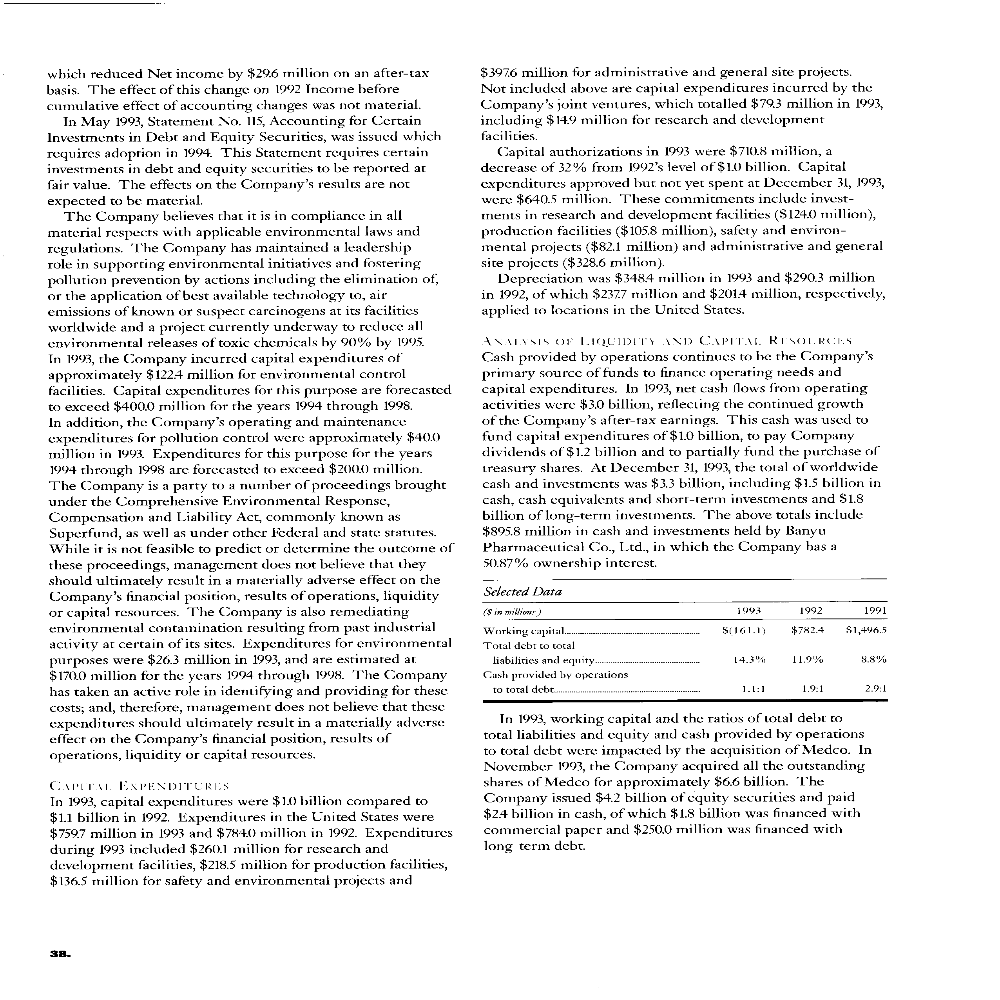 which reduced Net income by $29.6 million on an after-tax
basis. The effect of this change on 1992 Income before
cumulative effect of accounting changes was not material.
In May 1993, Statement No. 115, Accounting for Certain
Investments in Debt and Equity Securities, was issued which
requires adoption in 1994. This Statement requires certain
investments in debt and equity securities to be reported at
fair value. The effects on the Company's results are not
expected to be material.
The Company believes that it is in compliance in all
material respects with applicable environmental laws and
regulations. The Company has maintained a leadership
role in supporting environmental initiatives and fostering
pollution prevention by actions including the elimination of,
or the application of best available technology to, air
emissions of known or suspect carcinogens at its facilities
worldwide and a project currently underway to reduce all
environmental releases of toxic chemicals by 90% by 1995.
In 1993, the Company incurred capital expenditures of
approximately $122.4 million for environmental control
facilities. Capital expenditures for this purpose are forecasted
to exceed $400.0 million for the years 1994 through 1998.
In addition, the Company's operating and maintenance
expenditures for pollution control were approximately $40.0
million in 1993. Expenditures for this purpose for the years
1994 through 1998 are forecasted to exceed $200.0 million.
The Company is a party to a number of proceedings brought
under the Comprehensive Environmental Response,
Compensation and Liability Act, commonly known as
Superfund, as well as under other Federal and state statutes.
While it is not feasible to predict or determine the outcome of
these proceedings, management does not believe that they
should ultimately result in a materially adverse effect on the
Company's financial position, results of operations, liquidity
or capital resources. The Company is also remediating
environmental contamination resulting from past industrial
activity at certain of its sites. Expenditures for environmental
purposes were $26.3 million in 1993, and are estimated at
$170.0 million for the years 1994 through 1998. The Company
has taken an active role in identifying and providing for these
costs; and, therefore, management does not believe that these
expenditures should ultimately result in a materially adverse
effect on the Company's financial position, results of
operations, liquidity or capital resources.
CAPITAL EXPENDITURES
In 1993, capital expenditures were $1.0 billion compared to
$1.1 billion in 1992. Expenditures in the United States were
$759.7 million in 1993 and $784.0 million in 1992. Expenditures
during 1993 included $260.1 million for research and
development facilities, $218.5 million for production facilities,
$136.5 million for safety and environmental projects and
$397.6 million for administrative and general site projects.
Not included above are capital expenditures incurred by the
Company's joint ventures, which totalled $79.3 million in 1993,
including $14.9 million for research and development
facilities.
Capital authorizations in 1993 were $710.8 million, a
decrease of 32% from 1992's level of $1.0 billion. Capital
expenditures approved but not yet spent at December 31, 1993,
were $640.5 million. These commitments include invest-
ments in research and development facilities ($124.0 million),
production facilities ($105.8 million), safety and environ-
mental projects ($82.1 million) and administrative and general
site projects ($328.6 million).
Depreciation was $348.4 million in 1993 and $290.3 million
in 1992, of which $237.7 million and $201.4 million, respectively,
applied to locations in the United States.
ANALYSIS OF LIQUIDITY AND CAPITAL RESOURCES
Cash provided by operations continues to be the Company's
primary source of funds to finance operating needs and
capital expenditures. In 1993, net cash flows from operating
activities were $3.0 billion, reflecting the continued growth
of the Company's after-tax earnings. This cash was used to
fund capital expenditures of $1.0 billion, to pay Company
dividends of $1.2 billion and to partially fund the purchase of
treasury shares. At December 31, 1993, the total of worldwide
cash and investments was $3.3 billion, including $1.5 billion in
cash, cash equivalents and short-term investments and $1.8
billion of long-term investments. The above totals include
$895.8 million in cash and investments held by Banyu
Pharmaceutical Co., Ltd., in which the Company has a
50.87% ownership interest.
Selected Data
($ in millions) 1993 1992 1991
Working capital $(161.1) $782.4 $1,496.5
Total debt to total
liabilities and equity 14.3% 11.9% 8.8%
Cash provided by operations
to total debt 1.1:1 1.9:1 2.9:1
In 1993, working capital and the ratios of total debt to
total liabilities and equity and cash provided by operations
to total debt were impacted by the acquisition of Medco. In
November 1993, the Company acquired all the outstanding
shares of Medco for approximately $6.6 billion. The
Company issued $4.2 billion of equity securities and paid
$2.4 billion in cash, of which $1.8 billion was financed with
commercial paper and $250.0 million was financed with
long-term debt.
38.